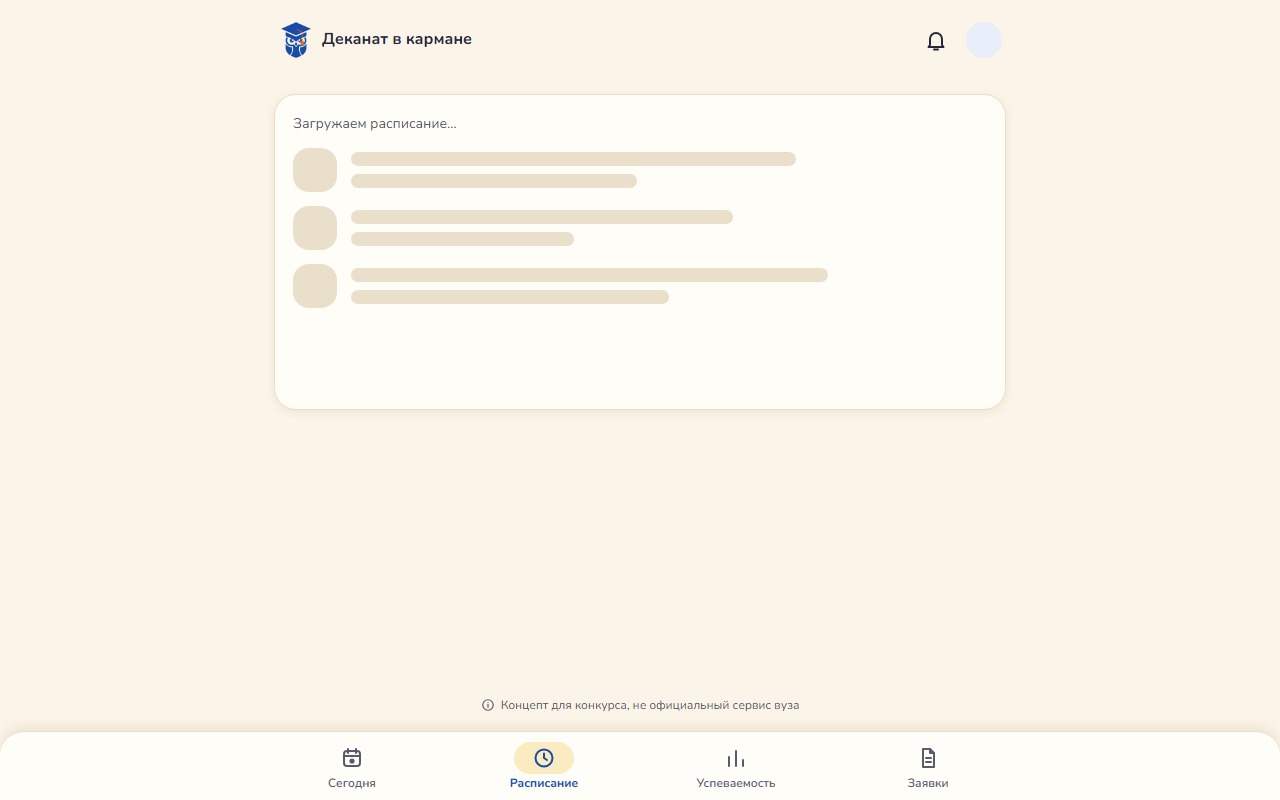 Деканат в кармане
Загружаем расписание...
Концепт для конкурса, не официальный сервис вуза
Сегодня
Расписание
Успеваемость
Заявки